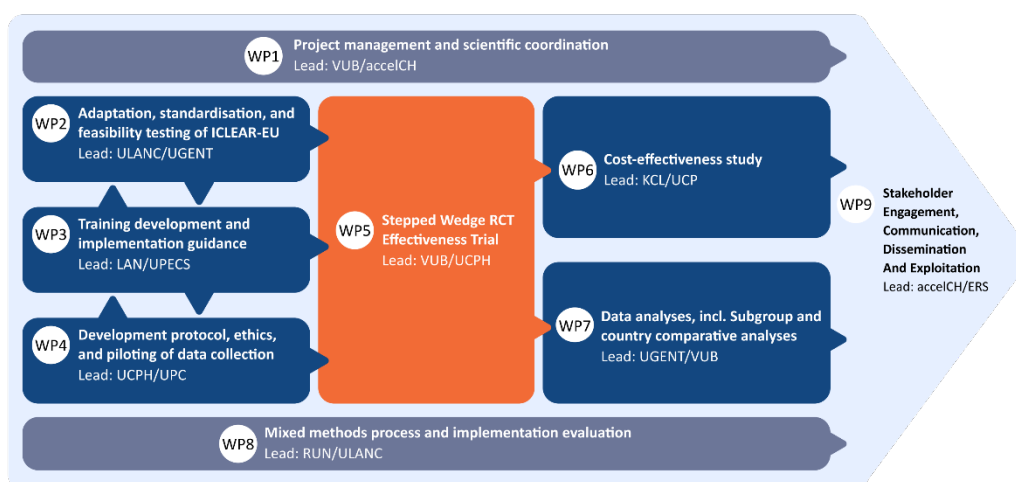 WP1
Project management and scientific coordination
Lead: VUB/accelCH
WP2
Adaptation, standardisation, and
feasibility testing of ICLEAR-EU
Lead: ULANC/UGENT
WP3
Training development and
implementation guidance
Lead: LAN/UPECS
WP4
Development protocol, ethics,
and piloting of data collection
Lead: UCPH/UPC
WP5
Stepped Wedge RCT
Effectiveness Trial
Lead: VUB/UCPH
WP6
Cost-effectiveness study
Lead: KCL/UCP
WP7
Data analyses, incl. Subgroup and
country comparative analyses
Lead: UGENT/VUB
WP8
Mixed methods process and implementation evaluation
Lead: RUN/ULANC
WP9
Stakeholder
Engagement,
Communication,
Dissemination
And Exploitation
Lead: accelCH/ERS